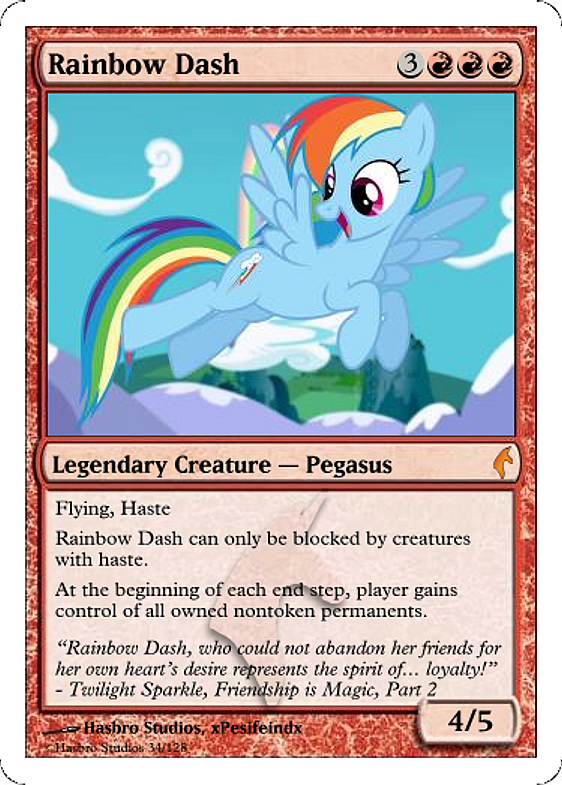 Rainbow Dash 3
Legendary Creature — Pegasus
Flying, Haste
Rainbow Dash can only be blocked by creatures
with haste.
At the beginning of each end step, player gains
control of all owned nontoken permanents.
“Rainbow Dash, who could not abandon her friends for
her own heart’s desire represents the spirit of... loyalty!”
- Twilight Sparkle, Friendship is Magic, Part 2
4/5
Hasbro Studios, xPesifeindx
©Hasbro Studios 34/128